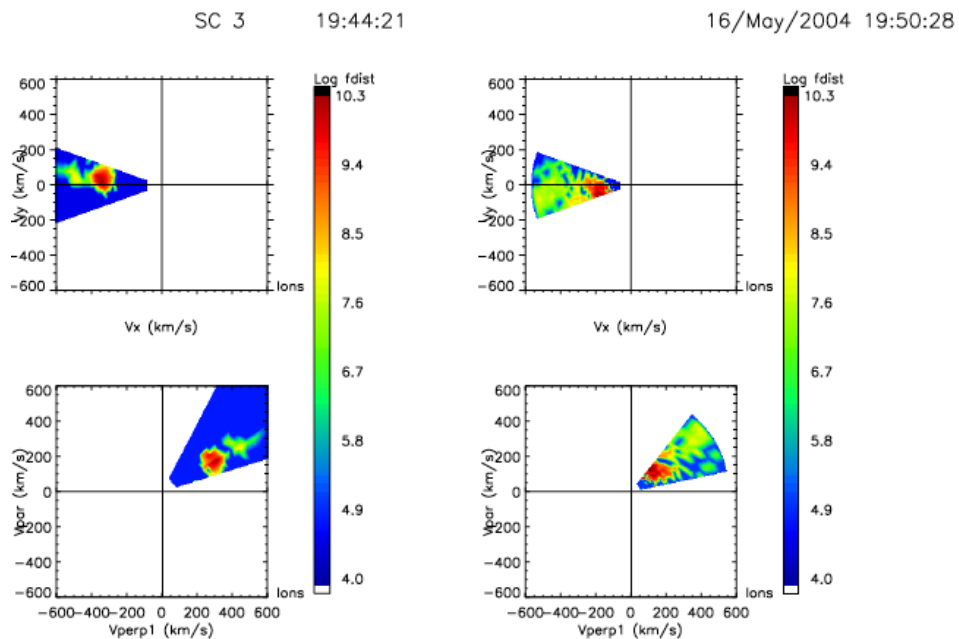 SC 3 19:44:21 16/May/2004 19:50:28
Log fdist Log fdist
600 10.3 600 10.3
400 400
9.4 9.4
200 200
Vy (km/s) 0 Vy (km/s) 0
8.5 8.5
-200 -200
-400 -400
-600 Ions 7.6 -600 Ions 7.6
Vx (km/s) Vx (km/s)
6.7 6.7
600 600
400 5.8 400 5.8
200 200
Vpar (km/s) 0 4.9 Vpar (km/s) 0 4.9
-200 -200
-400 4.0 -400 4.0
-600 Ions -600 Ions
-600-400-200 0 200 400 600 -600-400-200 0 200 400 600
Vperp1 (km/s) Vperp1 (km/s)